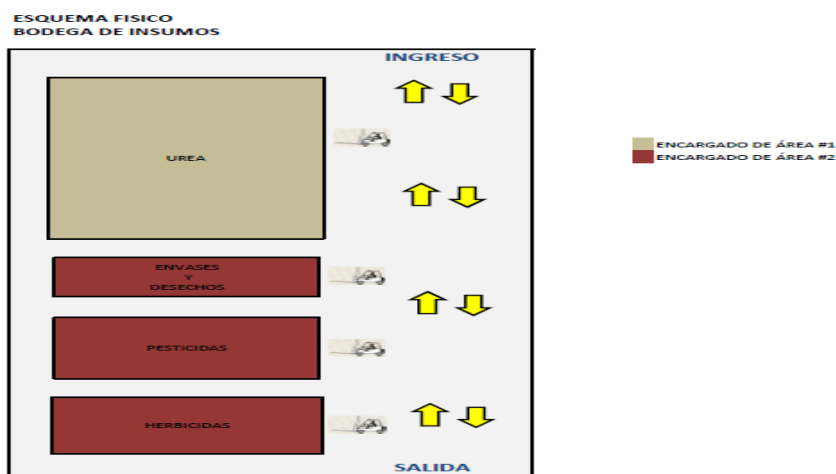 ESQUEMA FISICO
BODEGA DE INSUMOS
INGRESO
UREA
ENCARGADO DE ÁREA #1
ENCARGADO DE ÁREA #2
ENVASES
Y
DESECHOS
PESTICIDAS
HERBICIDAS
SALIDA